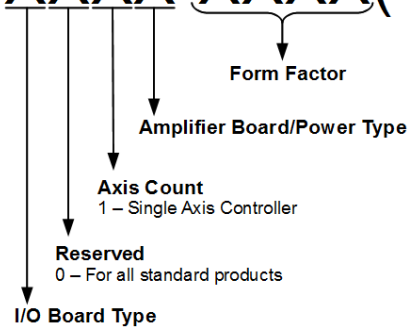 Form Factor
Amplifier Board/Power Type
Axis Count
1 – Single Axis Controller
Reserved
0 – For all standard products
I/O Board Type